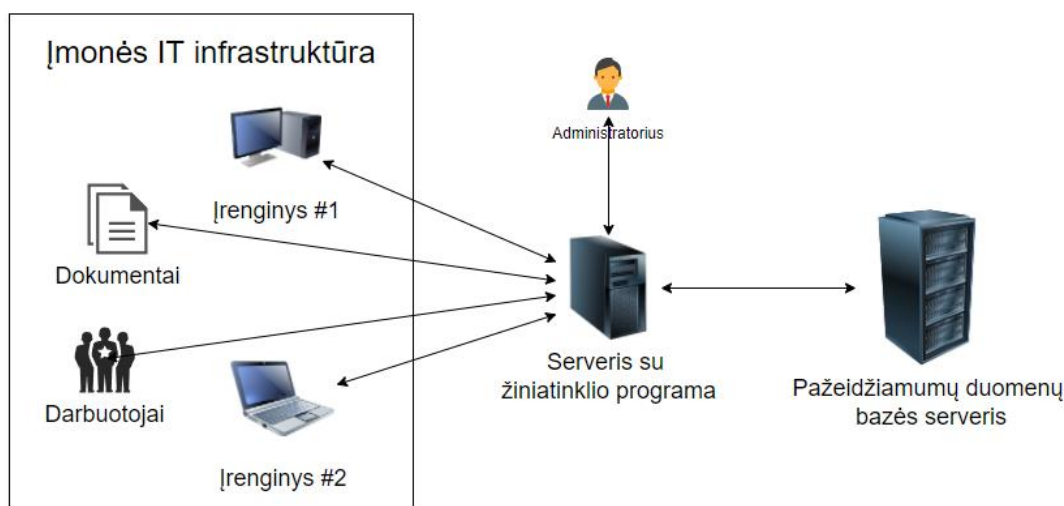 Įmonės IT infrastruktūra
Administratorius
Įrenginys #1
Dokumentai
Darbuotojai
Įrenginys #2
Serveris su
žiniatinklio programa
Pažeidžiamumų duomenų
bazės serveris